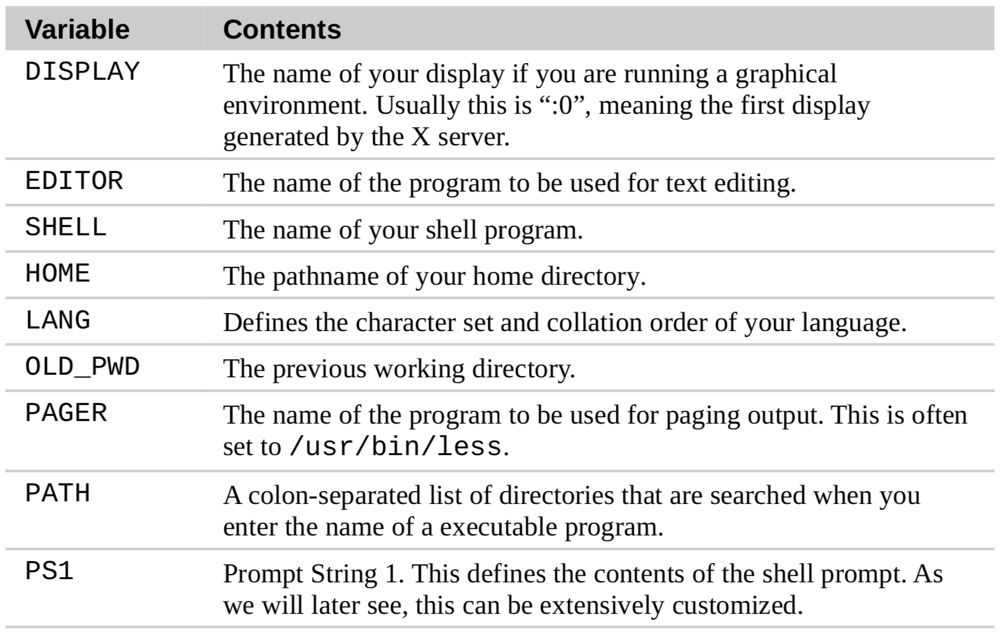 Variable Contents
DISPLAY The name of your display if you are running a graphical
environment. Usually this is “:0”, meaning the first display
generated by the X server.
EDITOR The name of the program to be used for text editing.
SHELL The name of your shell program.
HOME The pathname of your home directory.
LANG Defines the character set and collation order of your language.
OLD_PWD The previous working directory.
PAGER The name of the program to be used for paging output. This is often
set to /usr/bin/less.
PATH A colon-separated list of directories that are searched when you
enter the name of a executable program.
PS1 Prompt String 1. This defines the contents of the shell prompt. As
we will later see, this can be extensively customized.